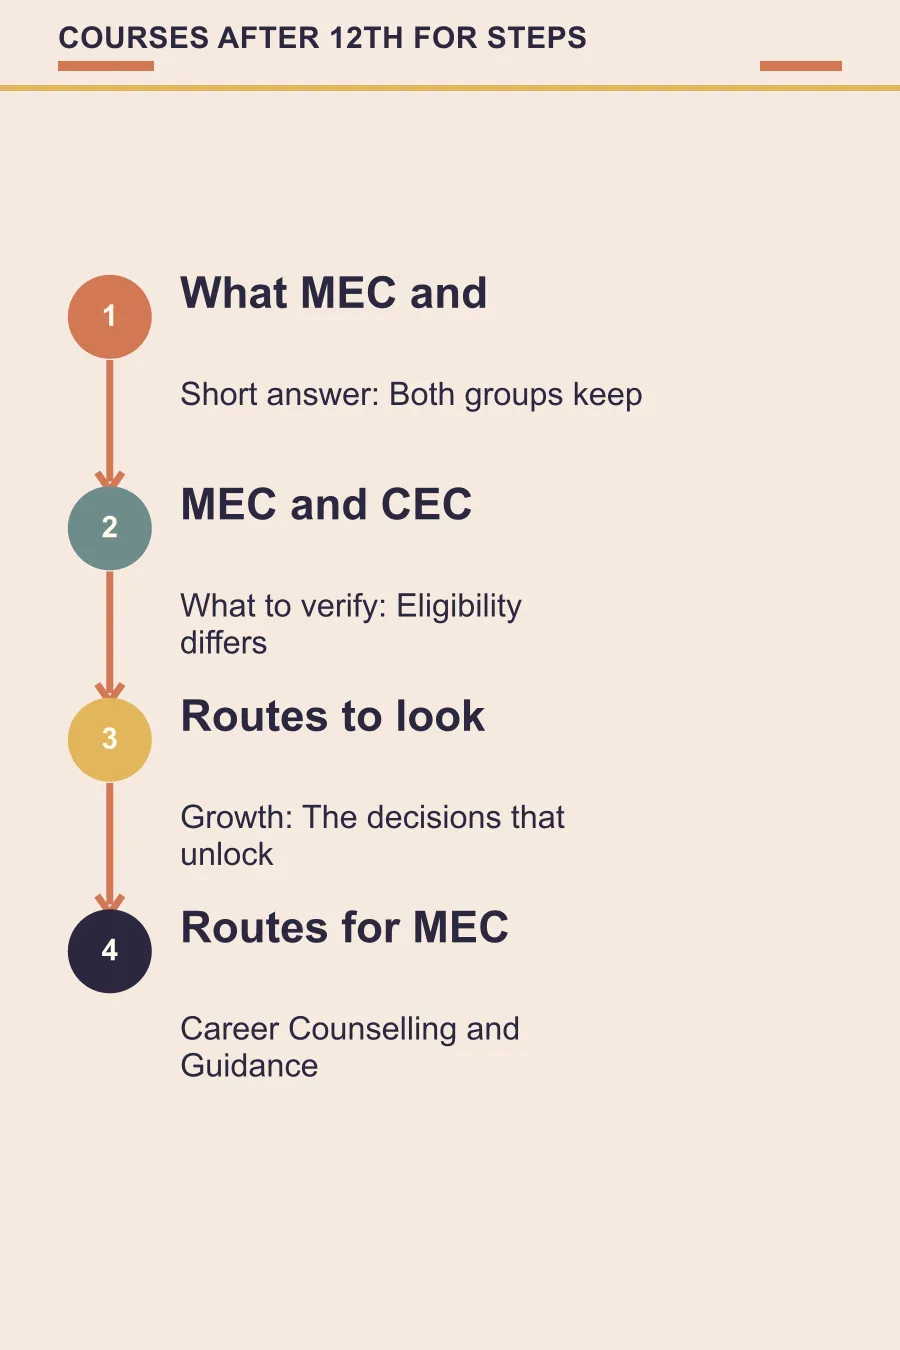 COURSES AFTER 12TH FOR STEPS
1
What MEC and
Short answer: Both groups keep
2
MEC and CEC
What to verify: Eligibility
differs
3
Routes to look
Growth: The decisions that
unlock
4
Routes for MEC
Career Counselling and
Guidance